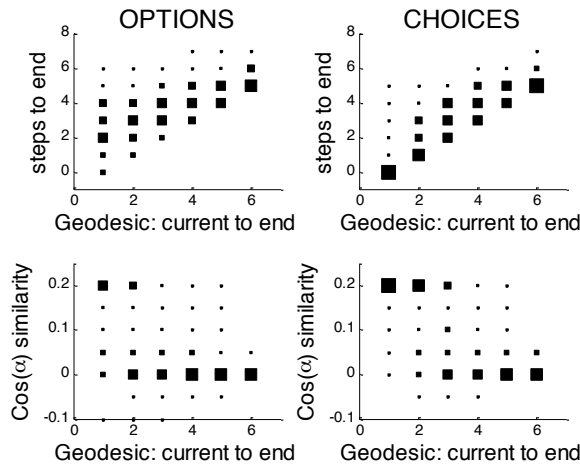 OPTIONS CHOICES
8 8
6 6
4 4
2 2
0 0
steps to end steps to end
0 2 4 6 0 2 4 6
Geodesic: current to end Geodesic: current to end
0.2 0.2
0.1 0.1
0 0
-0.1 -0.1
Cos(α) similarity Cos(α) similarity
0 2 4 6 0 2 4 6
Geodesic: current to end Geodesic: current to end